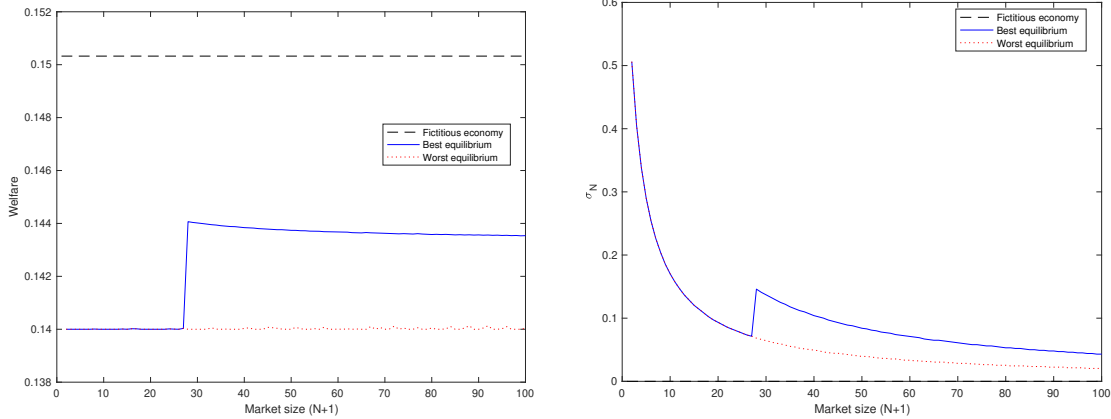 0.152
0.15
0.148
0.146
0.144
0.142
0.14
0.138
Welfare
0 10 20 30 40 50 60 70 80 90 100
Market size (N+1)
Fictitious economy
Best equilibrium
Worst equilibrium
0.6
0.5
0.4
0.3
0.2
0.1
0
σN
0 10 20 30 40 50 60 70 80 90 100
Market size (N+1)
Fictitious economy
Best equilibrium
Worst equilibrium